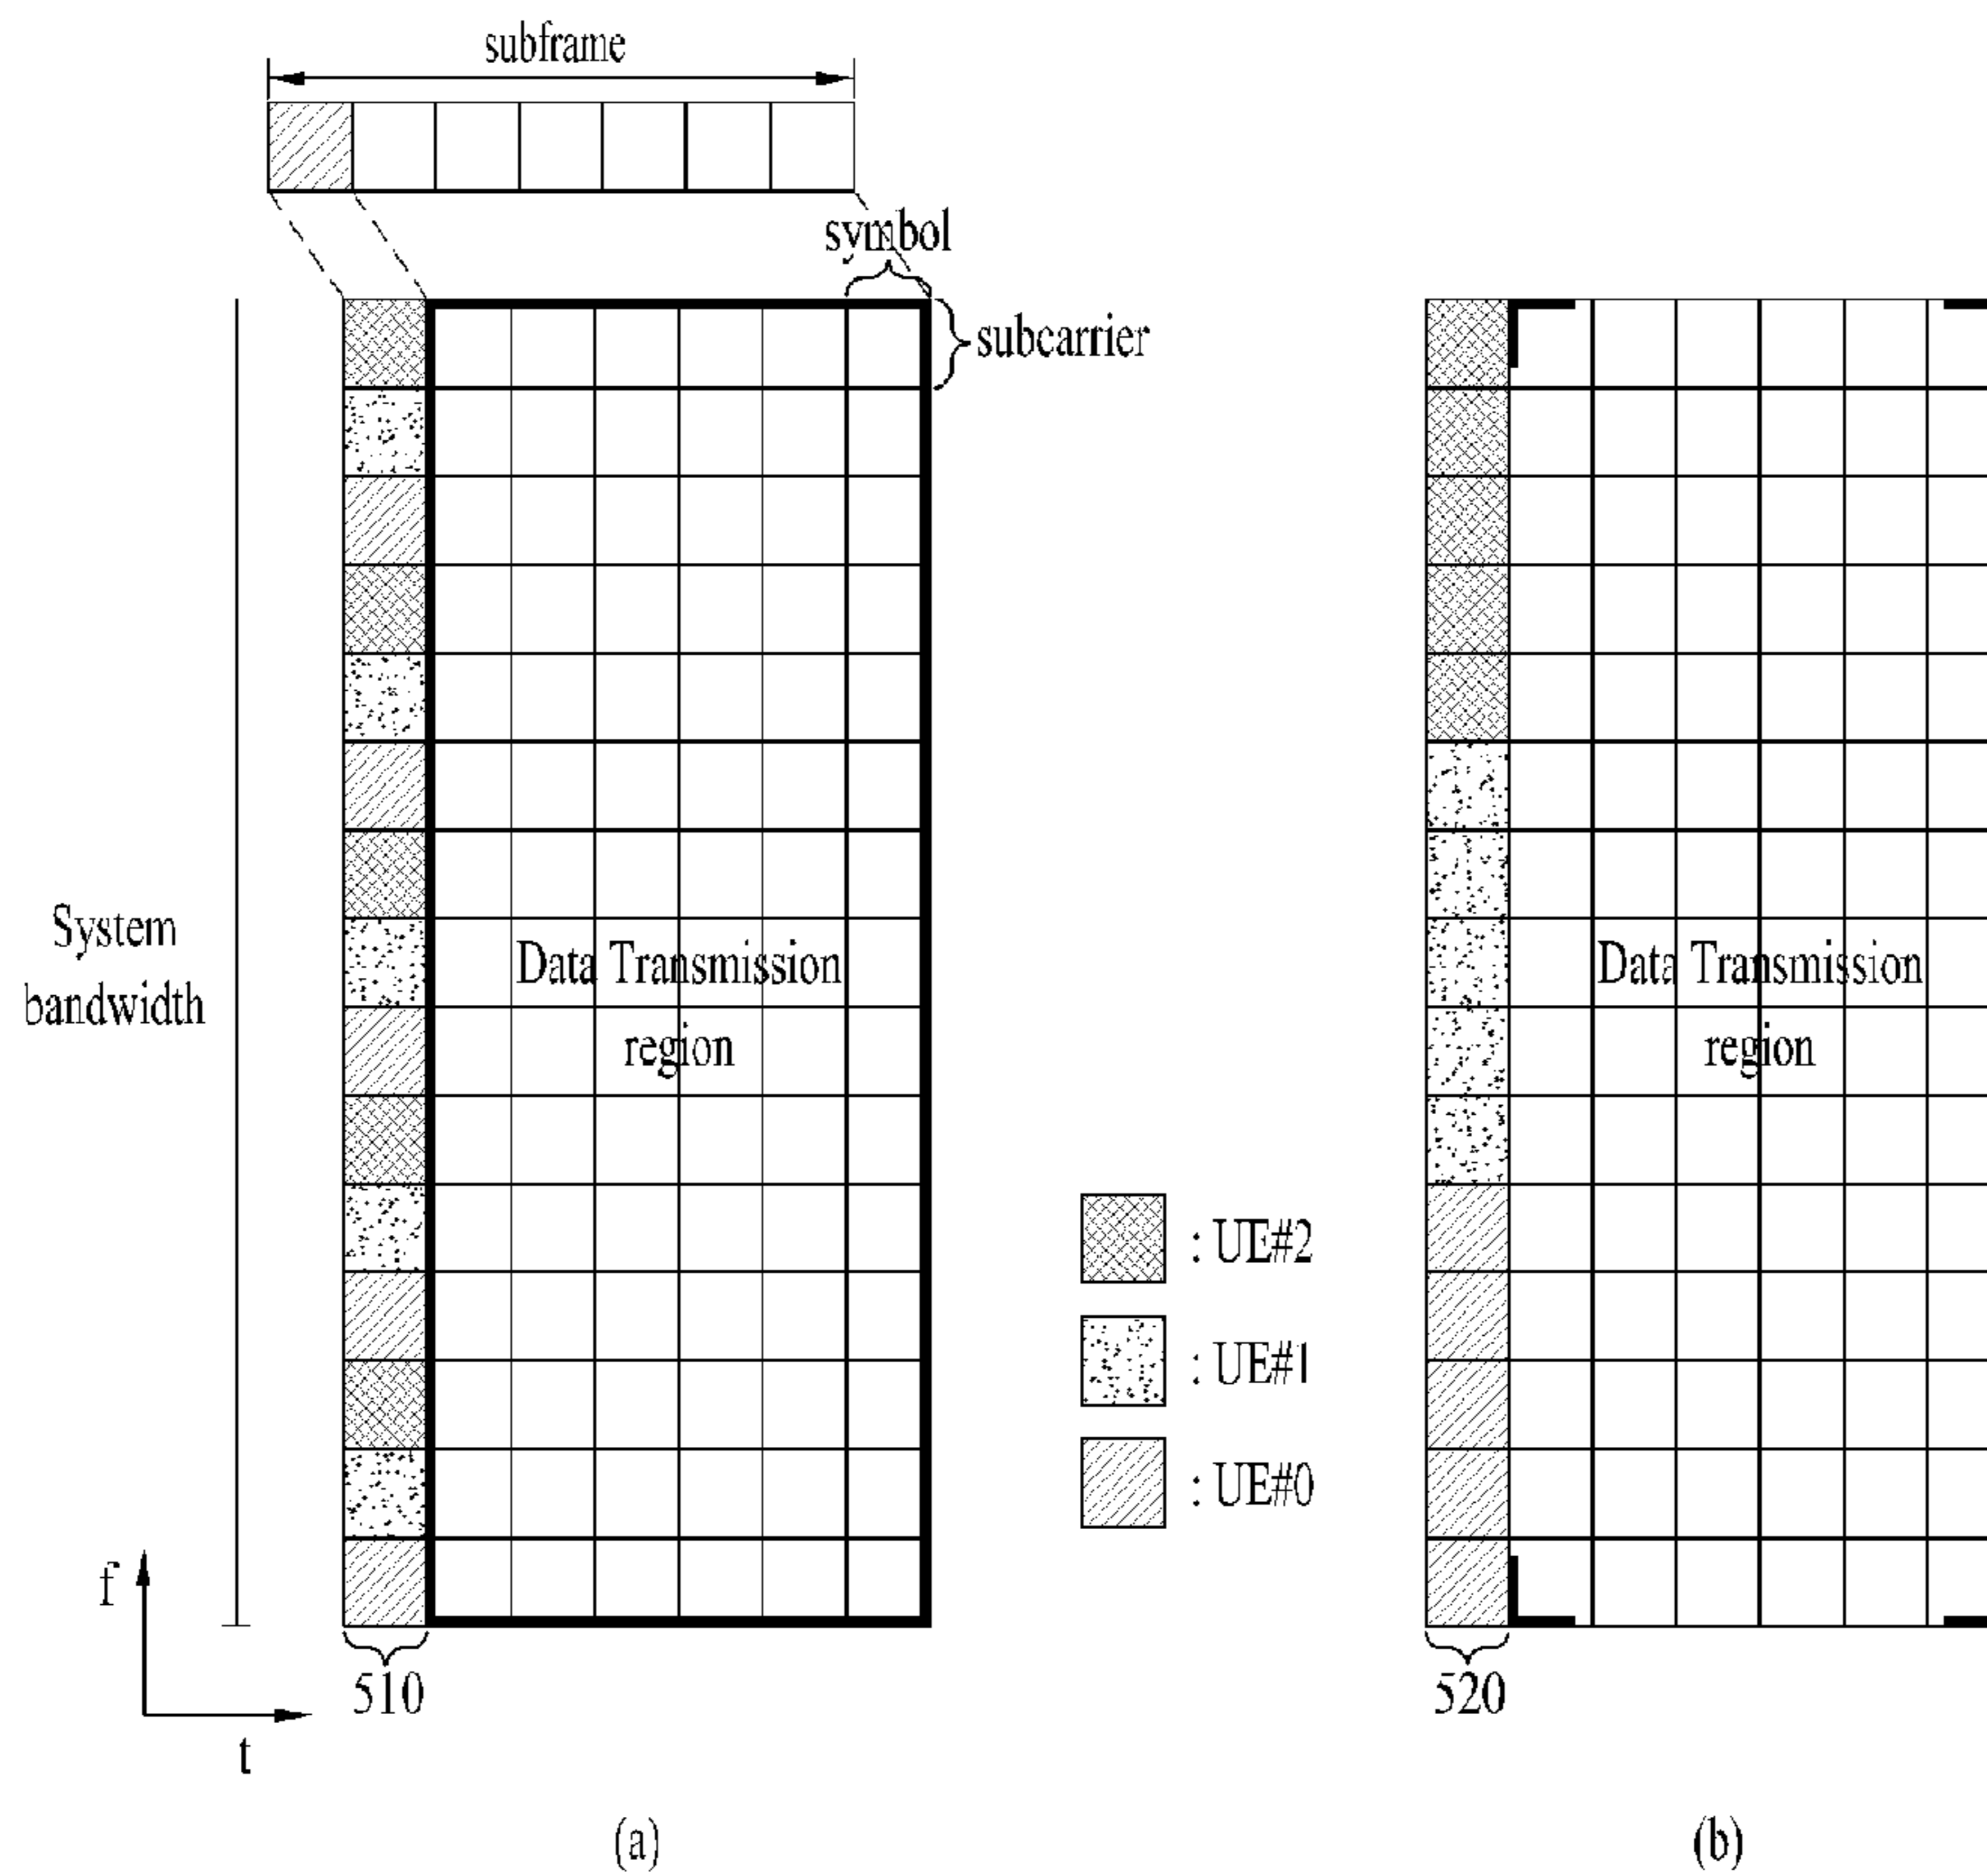 subframe
symbol
subcarrier
System
bandwidth
Data Transmission
region
Data Transmission
region
: UE#2
: UE#1
: UE#0
f
t
510
520
(a)
(b)